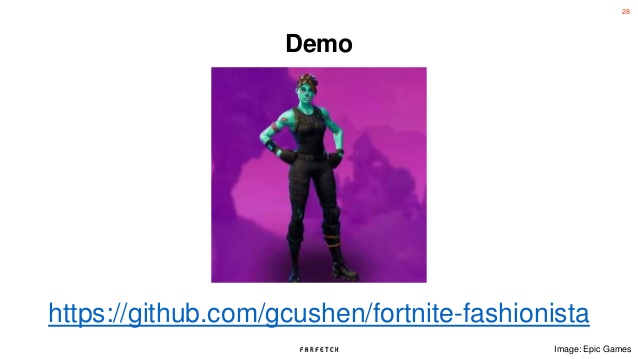 28
Demo
https://github.com/gcushen/fortnite-fashionista
FARFETCH
Image: Epic Games